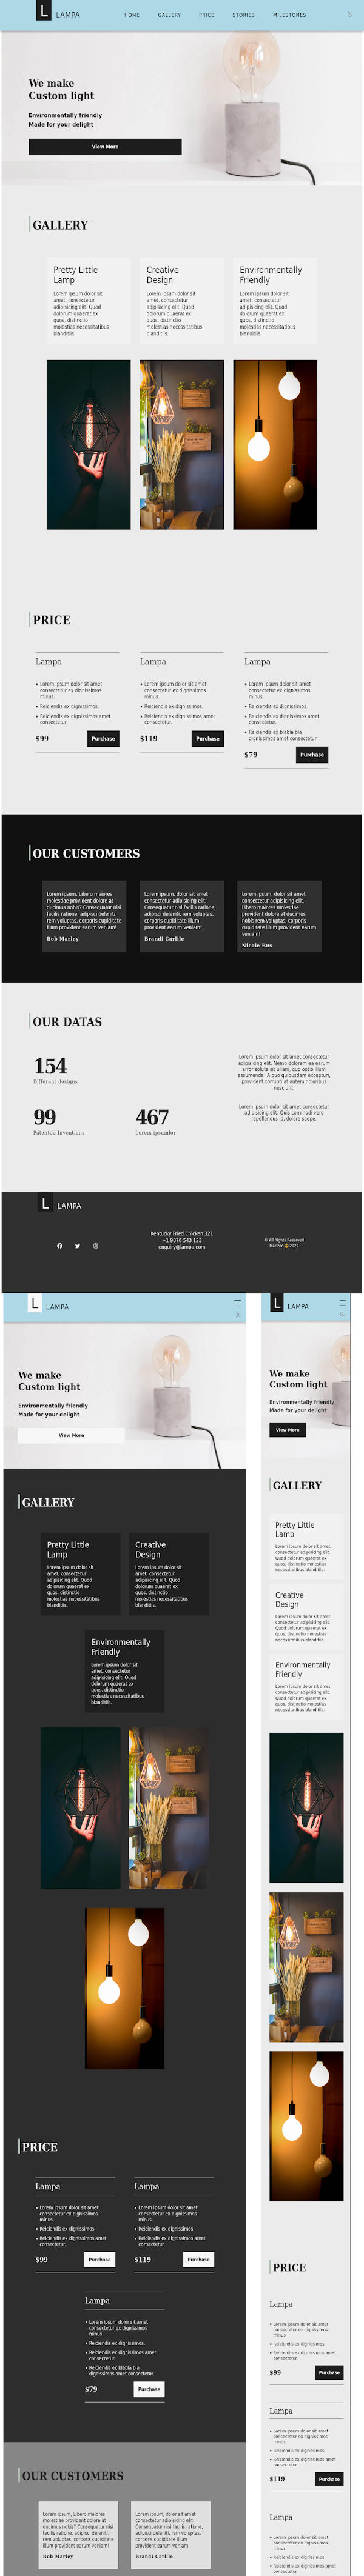 L LAMPA
HOME GALLERY PRICE STORIES MILESTONES
We make
Custom light
Environmentally friendly
Made for your delight
View More
GALLERY
Pretty Little
Lamp
Lorem ipsum dolor sit
amet, consectetur
adipisicing elit. Quod
dolorum quaerat ex
quos, distinctio
molestias necessitatibus
blanditiis.
Creative
Design
Lorem ipsum dolor sit
amet, consectetur
adipisicing elit. Quod
dolorum quaerat ex
quos, distinctio
molestias necessitatibus
blanditiis.
Environmentally
Friendly
Lorem ipsum dolor sit
amet, consectetur
adipisicing elit. Quod
dolorum quaerat ex
quos, distinctio
molestias necessitatibus
blanditiis.
PRICE
Lampa
• Lorem ipsum dolor sit amet
consectetur ex dignissimos
minus.
• Reiciendis ex dignissimos.
• Reiciendis ex dignissimos amet
consectetur.
$99 Purchase
Lampa
• Lorem ipsum dolor sit amet
consectetur ex dignissimos
minus.
• Reiciendis ex dignissimos.
• Reiciendis ex dignissimos amet
consectetur.
$119 Purchase
Lampa
• Lorem ipsum dolor sit amet
consectetur ex dignissimos
minus.
• Reiciendis ex dignissimos.
• Reiciendis ex dignissimos amet
consectetur.
• Reiciendis ex blabla bla
dignissimos amet consectetur.
$79 Purchase
OUR CUSTOMERS
Lorem ipsum, Libero maiores
molestiae provident dolore at
ducimus nobis? Consequatur nisi
facilis ratione, adipisci deleniti,
rem voluptas, corporis cupiditate
illum provident earum veniam!
Bob Marley
Lorem ipsum, dolor sit amet
consectetur adipisicing elit.
Consequatur nisi facilis ratione,
adipisci deleniti, rem voluptas,
corporis cupiditate illum
provident earum veniam!
Brandi Carlile
Lorem ipsum, dolor sit amet
consectetur adipisicing elit.
Libero maiores molestiae
provident dolore at ducimus
nobis rem voluptas, corporis
cupiditate illum provident earum
veniam!
Nicole Bus
OUR DATAS
154
Different designs
99
Patented Inventions
467
Lorem ipsumlor
Lorem ipsum dolor sit amet consectetur
adipisicing elit. Nemo dolorem ea earum
error soluta sit ullam, quo optio illum
assumenda! A quo quibusdam excepturi,
provident corrupti at autem doloribus
nesciunt.
Lorem ipsum dolor sit amet consectetur
adipisicing elit. Quia commodi vero
repellendus id, dolore saepe.
L LAMPA
Kentucky Fried Chicken 321
+1 9876 543 123
enquiry@lampa.com
© All Rights Reserved
2022
L LAMPA
We make
Custom light
Environmentally friendly
Made for your delight
View More
GALLERY
Pretty Little
Lamp
Lorem ipsum dolor sit
amet, consectetur
adipisicing elit. Quod
dolorum quaerat ex
quos, distinctio
molestias necessitatibus
blanditiis.
Creative
Design
Lorem ipsum dolor sit
amet, consectetur
adipisicing elit. Quod
dolorum quaerat ex
quos, distinctio
molestias necessitatibus
blanditiis.
Environmentally
Friendly
Lorem ipsum dolor sit
amet, consectetur
adipisicing elit. Quod
dolorum quaerat ex
quos, distinctio
molestias necessitatibus
blanditiis.
PRICE
Lampa
• Lorem ipsum dolor sit amet
consectetur ex dignissimos
minus.
• Reiciendis ex dignissimos.
• Reiciendis ex dignissimos amet
consectetur.
$99 Purchase
Lampa
• Lorem ipsum dolor sit amet
consectetur ex dignissimos
minus.
• Reiciendis ex dignissimos.
• Reiciendis ex dignissimos amet
consectetur.
$119 Purchase
Lampa
• Lorem ipsum dolor sit amet
consectetur ex dignissimos
minus.
• Reiciendis ex dignissimos.
• Reiciendis ex blabla bla
dignissimos amet consectetur.
$79 Purchase
OUR CUSTOMERS
Lorem ipsum, Libero maiores
molestiae provident dolore at
ducimus nobis? Consequatur nisi
facilis ratione, adipisci deleniti,
rem voluptas, corporis cupiditate
illum provident earum veniam!
Bob Marley
Lorem ipsum, dolor sit amet
consectetur adipisicing elit.
Consequatur nisi facilis ratione,
adipisci deleniti, rem voluptas,
corporis cupiditate illum
provident earum veniam!
Brandi Carlile
L LAMPA
We make
Custom light
Environmentally friendly
Made for your delight
View More
GALLERY
Pretty Little
Lamp
Lorem ipsum dolor sit amet,
consectetur adipisicing elit.
Quod dolorum quaerat ex
quos, distinctio molestias
necessitatibus blanditiis.
Creative
Design
Lorem ipsum dolor sit amet,
consectetur adipisicing elit.
Quod dolorum quaerat ex
quos, distinctio molestias
necessitatibus blanditiis.
Environmentally
Friendly
Lorem ipsum dolor sit amet,
consectetur adipisicing elit.
Quod dolorum quaerat ex
quos, distinctio molestias
necessitatibus blanditiis.
PRICE
Lampa
• Lorem ipsum dolor sit amet
consectetur ex dignissimos
minus.
• Reiciendis ex dignissimos.
• Reiciendis ex dignissimos amet
consectetur.
$99 Purchase
Lampa
• Lorem ipsum dolor sit amet
consectetur ex dignissimos
minus.
• Reiciendis ex dignissimos.
• Reiciendis ex dignissimos amet
consectetur.
$119 Purchase
Lampa
• Lorem ipsum dolor sit amet
consectetur ex dignissimos
minus.
• Reiciendis ex dignissimos.
• Reiciendis ex dignissimos amet